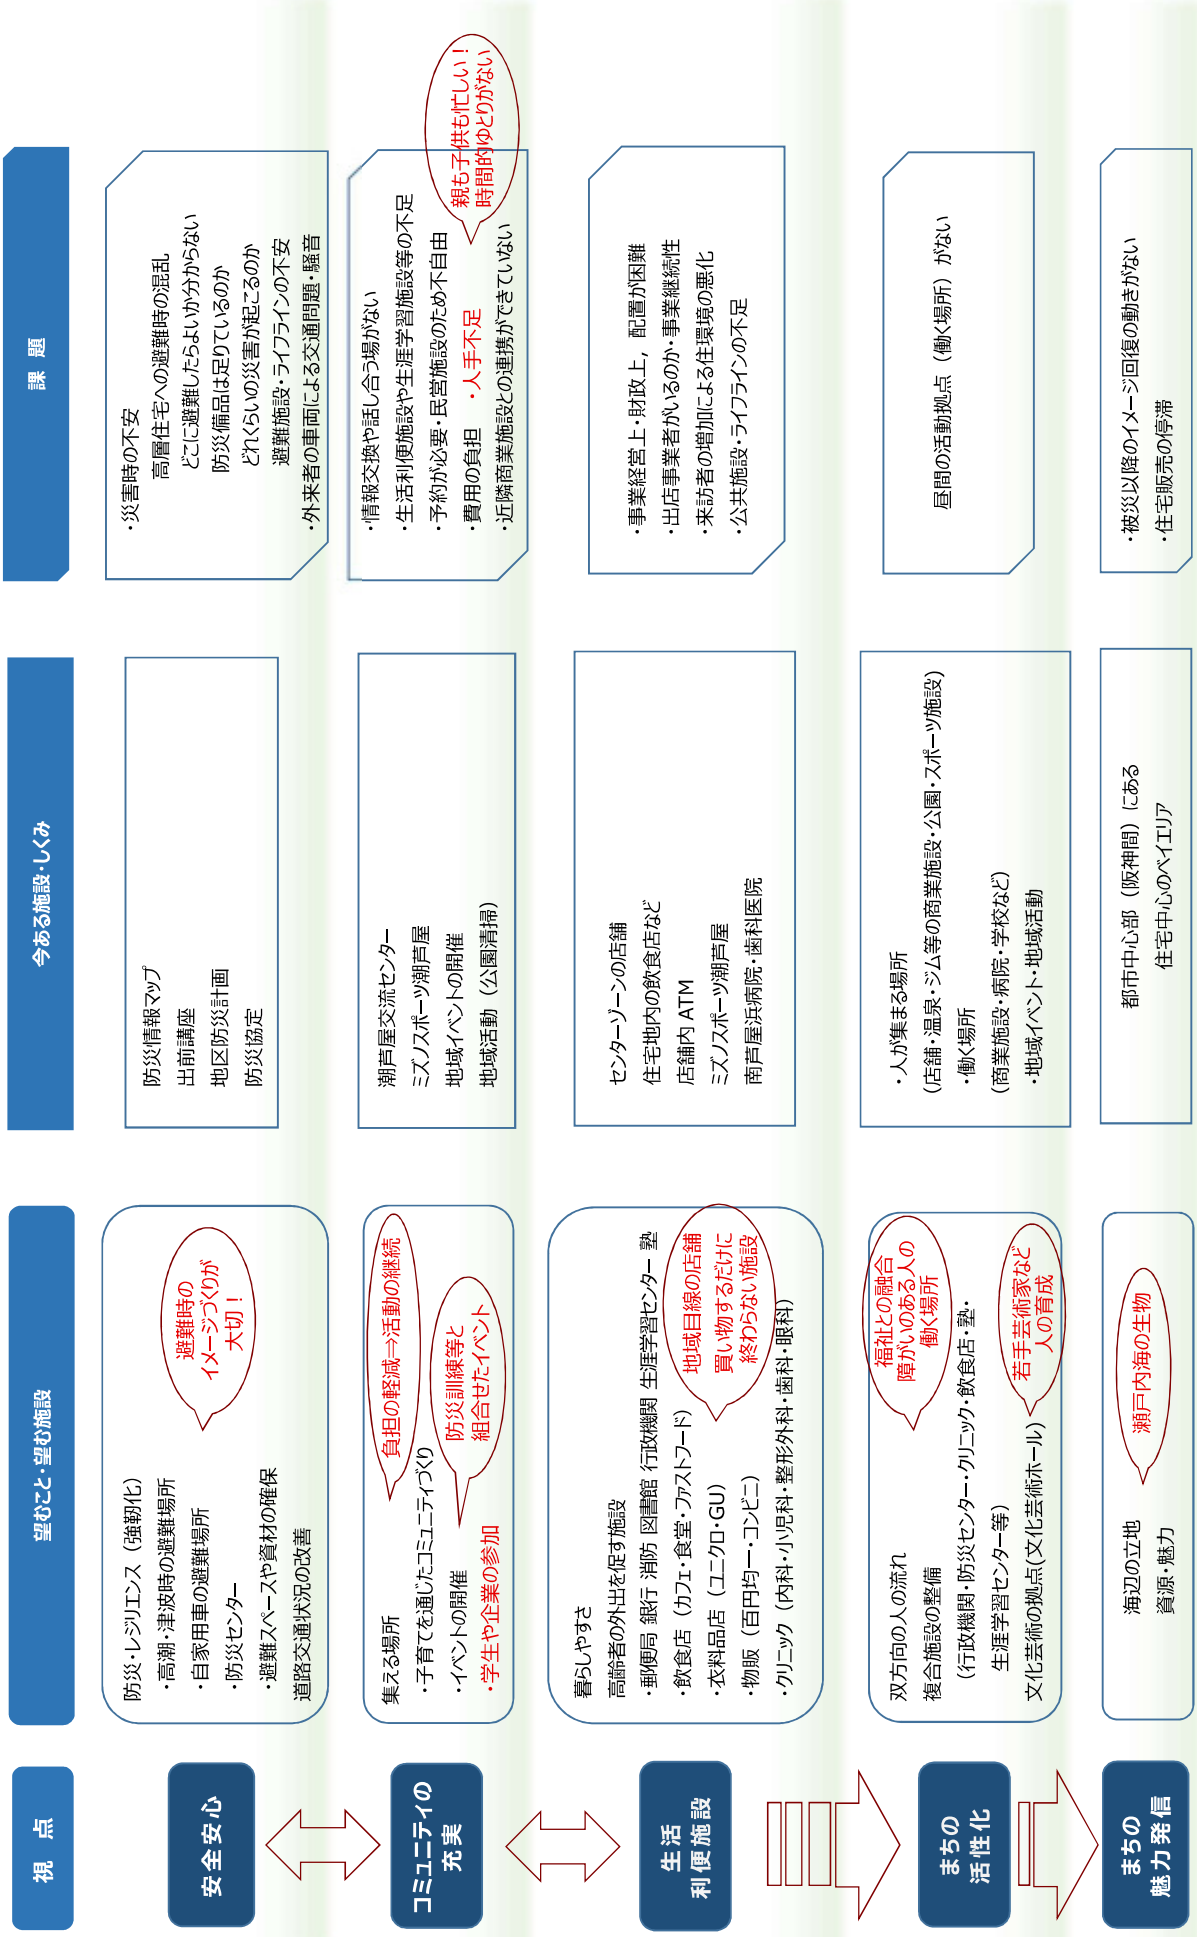 視 点
望むこと・望む施設
今ある施設・しくみ
課 題
安全安心
防災・レジリエンス（強靭化）
・高潮・津波時の避難場所
・自家用車の避難場所
・防災センター
・避難スペースや資材の確保
道路交通状況の改善
避難時の
イメージづくりが
大切！
防災情報マップ
出前講座
地区防災計画
防災協定
・災害時の不安
高層住宅への避難時の混乱
どこに避難したらよいか分からない
防災備品は足りているのか
どれくらいの災害が起こるのか
避難施設・ライフラインの不安
・外来者の車両による交通問題・騒音
コミュニティの
充実
集える場所
・子育てを通じたコミュニティづくり
・イベントの開催
・学生や企業の参加
負担の軽減⇒活動の継続
防災訓練等と
組合せたイベント
潮芦屋交流センター
ミズノスポーツ潮芦屋
地域イベントの開催
地域活動（公園清掃）
・情報交換や話し合う場がない
・生活利便施設や生涯学習施設等の不足
・予約が必要・民営施設のため不自由
・費用の負担 ・人手不足
・近隣商業施設との連携ができていない
親も子供も忙しい！
時間的ゆとりがない
生活
利便施設
暮らしやすさ
高齢者の外出を促す施設
・郵便局 銀行 消防 図書館 行政機関 生涯学習センター 塾
・飲食店（カフェ・食堂・ファストフード）
・衣料品店（ユニクロ・GU）
・物販（百円均一・コンビニ）
・クリニック（内科・小児科・整形外科・歯科・眼科）
地域目線の店舗
買い物するだけに
終わらない施設
センターゾーンの店舗
住宅地内の飲食店など
店舗内 ATM
ミズノスポーツ潮芦屋
南芦屋浜病院・歯科医院
・事業経営上・財政上，配置が困難
・出店事業者がいるのか・事業継続性
・来訪者の増加による住環境の悪化
・公共施設・ライフラインの不足
まちの
活性化
双方向の人の流れ
複合施設の整備
（行政機関・防災センター・クリニック・飲食店・塾・
生涯学習センター等）
文化芸術の拠点(文化芸術ホール）
福祉との融合
障がいのある人の
働く場所
若手芸術家など
人の育成
・人が集まる場所
（店舗・温泉・ジム等の商業施設・公園・スポーツ施設）
・働く場所
（商業施設・病院・学校など）
・地域イベント・地域活動
昼間の活動拠点（働く場所）がない
まちの
魅力発信
海辺の立地
資源・魅力
瀬戸内海の生物
都市中心部（阪神間）にある
住宅中心のベイエリア
・被災以降のイメージ回復の動きがない
・住宅販売の停滞